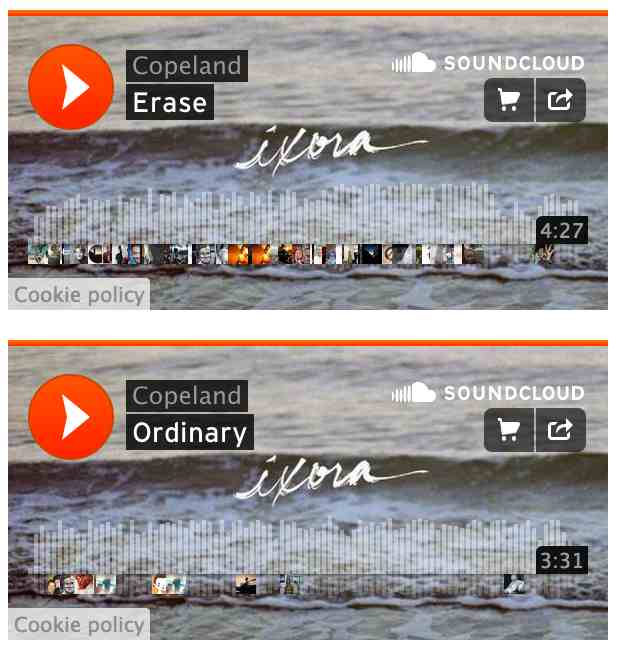 Copeland
SOUNDCLOUD
Erase
ixora
4:27
Cookie policy
Copeland
SOUNDCLOUD
Ordinary
ixora
3:31
Cookie policy